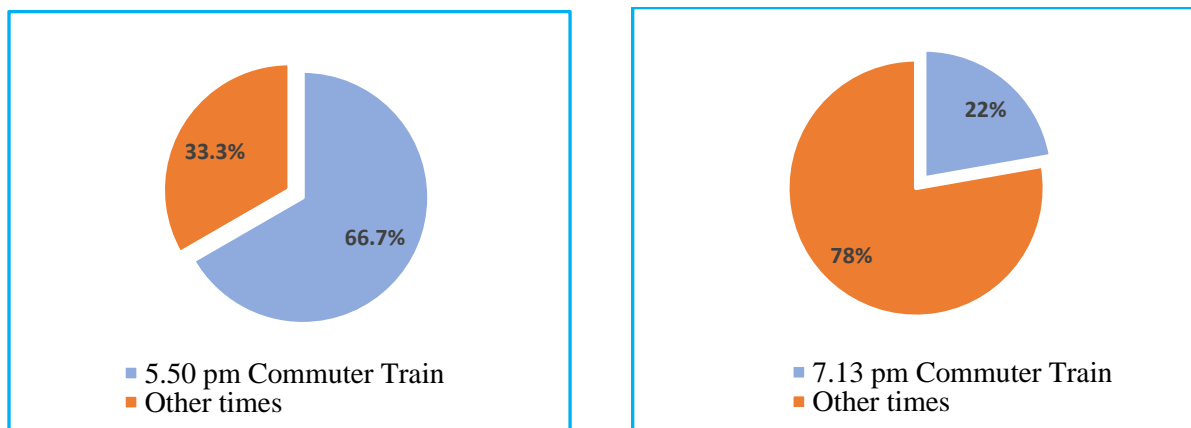 33.3%
66.7%
5.50 pm Commuter Train
Other times
22%
78%
7.13 pm Commuter Train
Other times